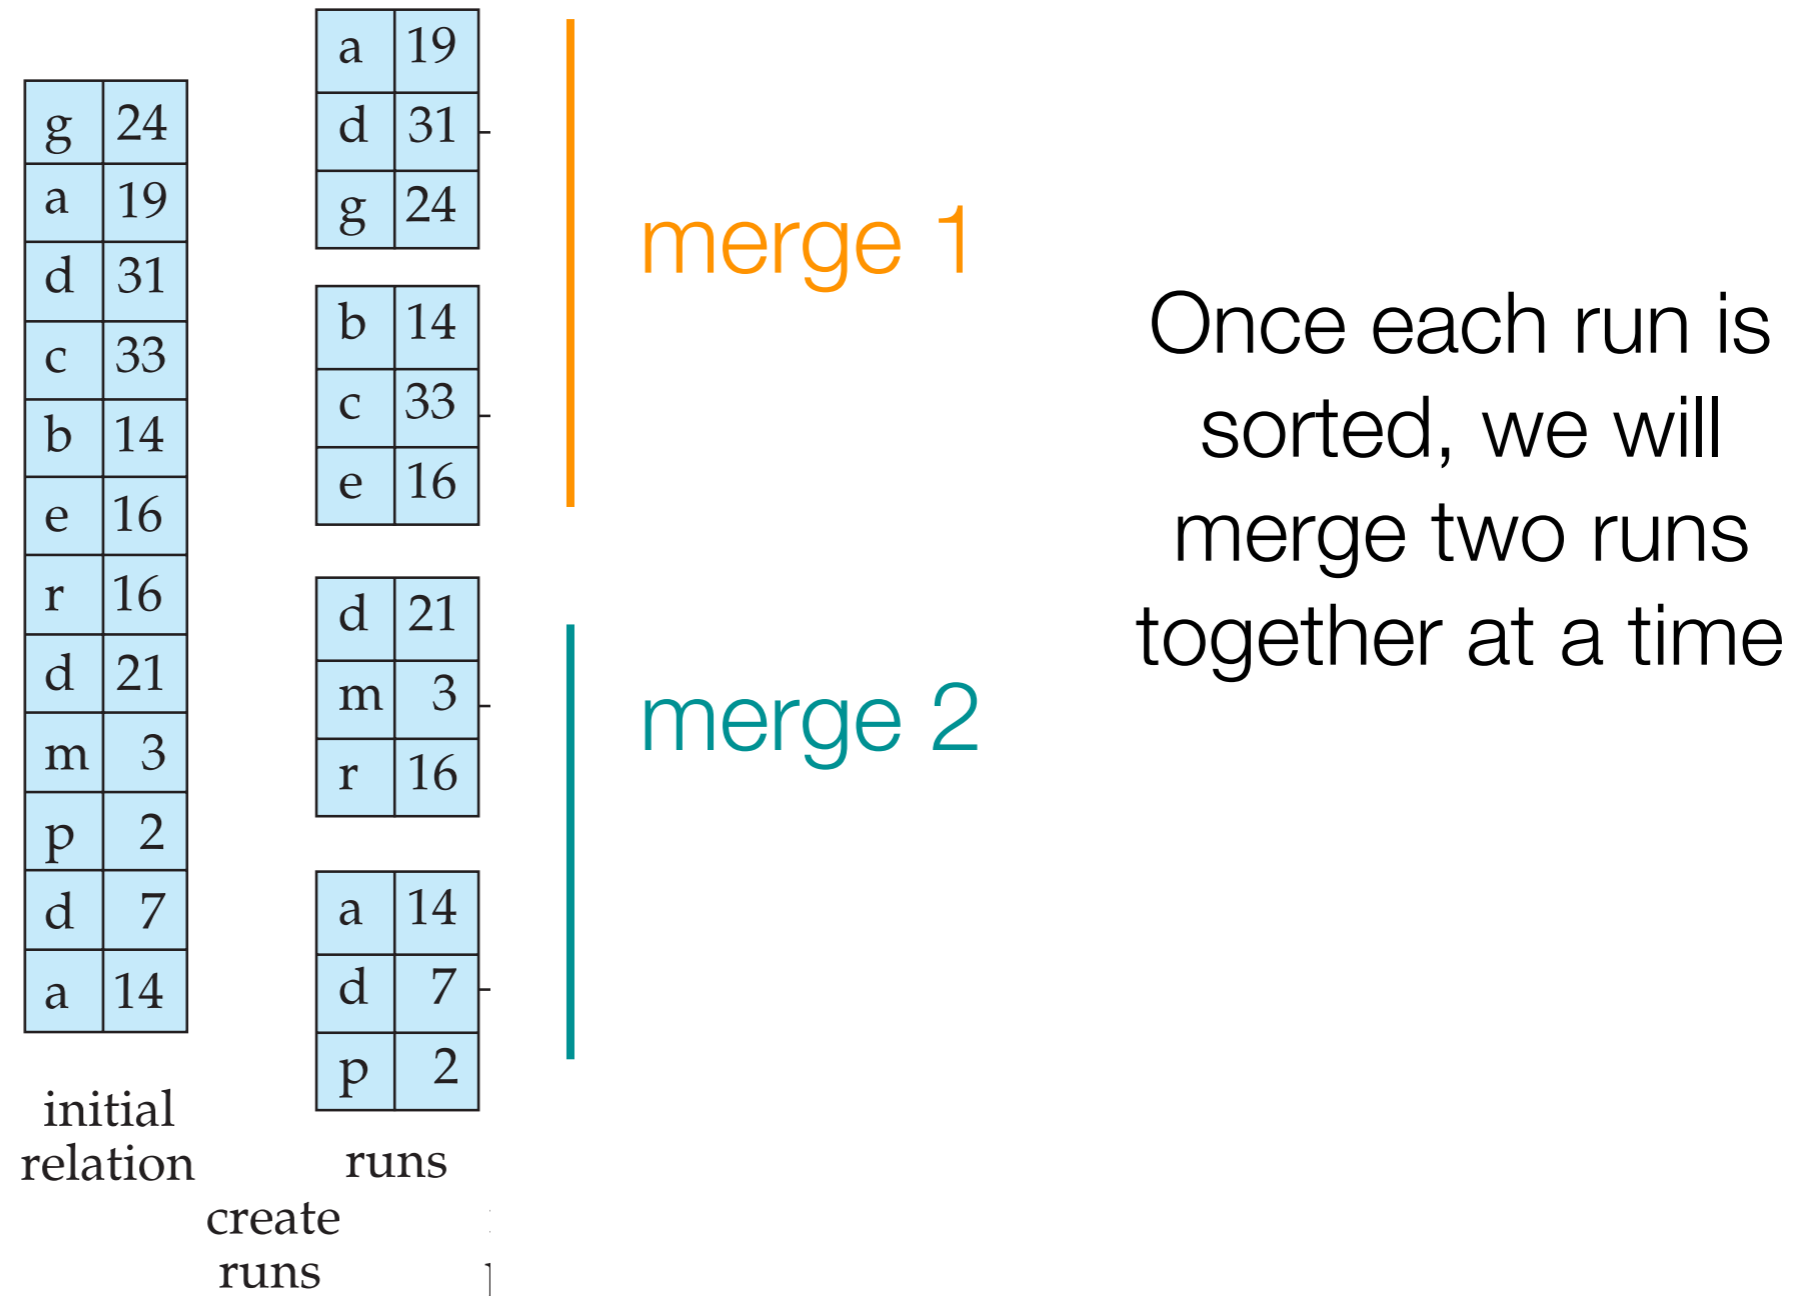 g 24
a 19
d 31
c 33
b 14
e 16
r 16
d 21
m 3
p 2
d 7
a 14
initial
relation
create
runs
a 19
d 31
g 24
b 14
c 33
e 16
d 21
m 3
r 16
a 14
d 7
p 2
runs
merge 1
merge 2
Once each run is
sorted, we will
merge two runs
together at a time